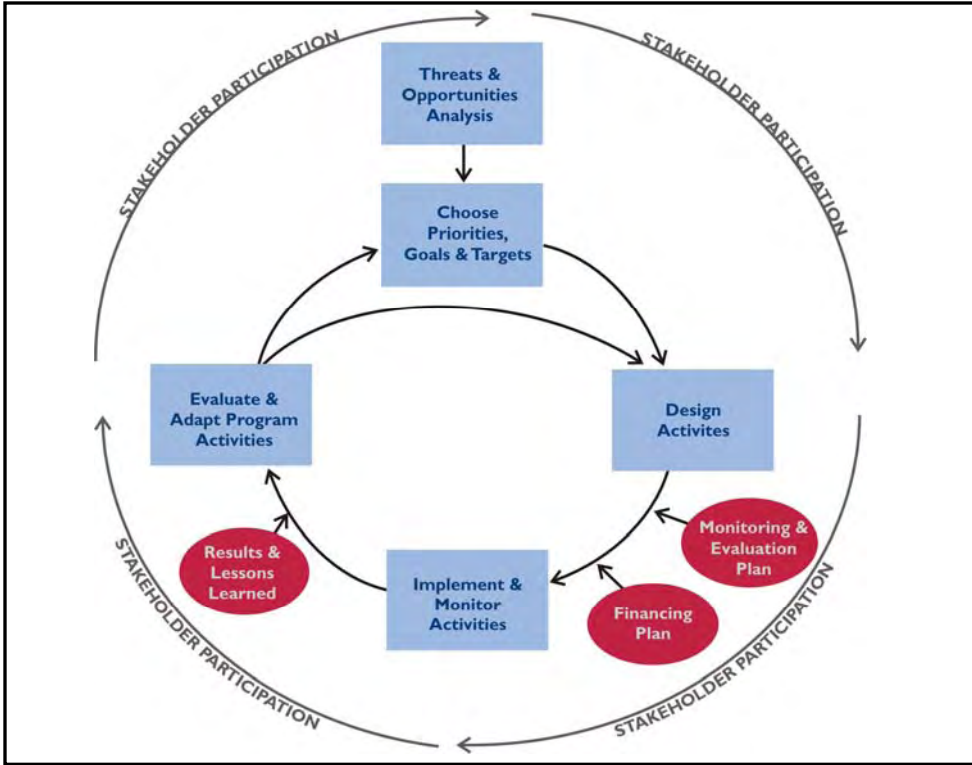 STAKEHOLDER PARTICIPATION
STAKEHOLDER PARTICIPATION
Threats &
Opportunities
Analysis
Choose
Priorities,
Goals & Targets
Evaluate &
Adapt Program
Activities
Design
Activites
Results &
Lessons
Learned
Implement &
Monitor
Activities
Monitoring &
Evaluation
Plan
Financing
Plan
STAKEHOLDER PARTICIPATION
STAKEHOLDER PARTICIPATION